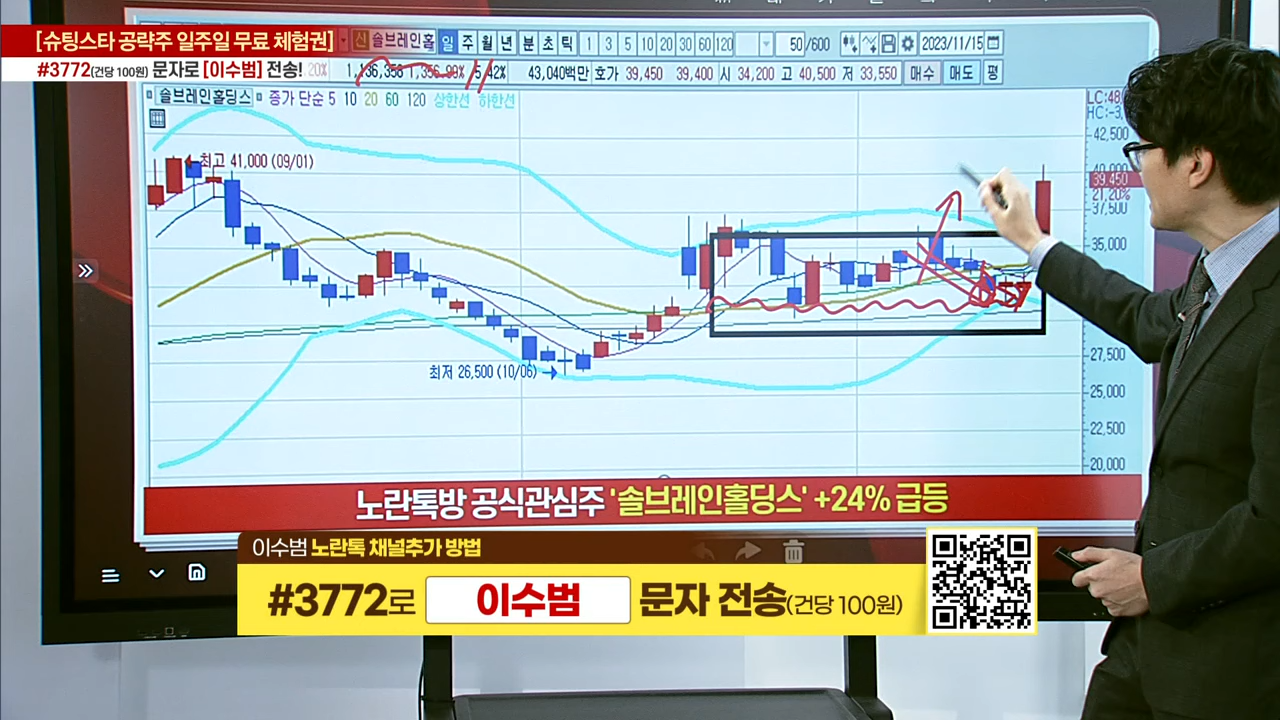 [슈팅스타 공략주 일주일 무료 체험권]
#3772(건당 100원) 문자로 [이수범] 전송!
신 솔브레인홀 일 주 월 년 분 초 틱 1 3 5 10 20 30 60 120 50 /600 2023/11/15
1,136,358 1,356.99% 5.42% 43,040백만 호가 39,450 39,400 시 34,200 고 40,500 저 33,550 매수 매도 평
솔브레인홀딩스 종가 단순 5 10 20 60 120 상한선 하한선
LC:48
HC:-3
42,500
최고 41,000 (09/01)
40,000
39,450
21.20%
37,500
35,000
27,500
최저 26,500 (10/06)
25,000
22,500
20,000
노란톡방 공식관심주 '솔브레인홀딩스' +24% 급등
이수범 노란톡 채널추가 방법
#3772로 이수범 문자 전송(건당 100원)